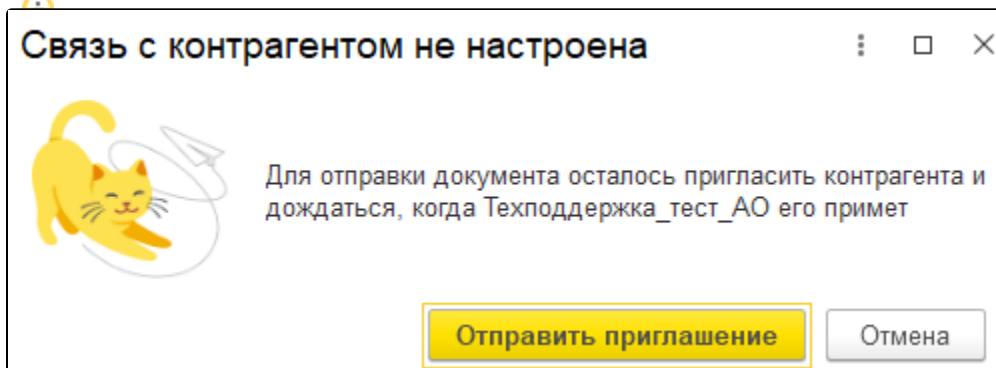 Связь с контрагентом не настроена
Для отправки документа осталось пригласить контрагента и
дождаться, когда Техподдержка_тест_АО его примет
Отправить приглашение
Отмена